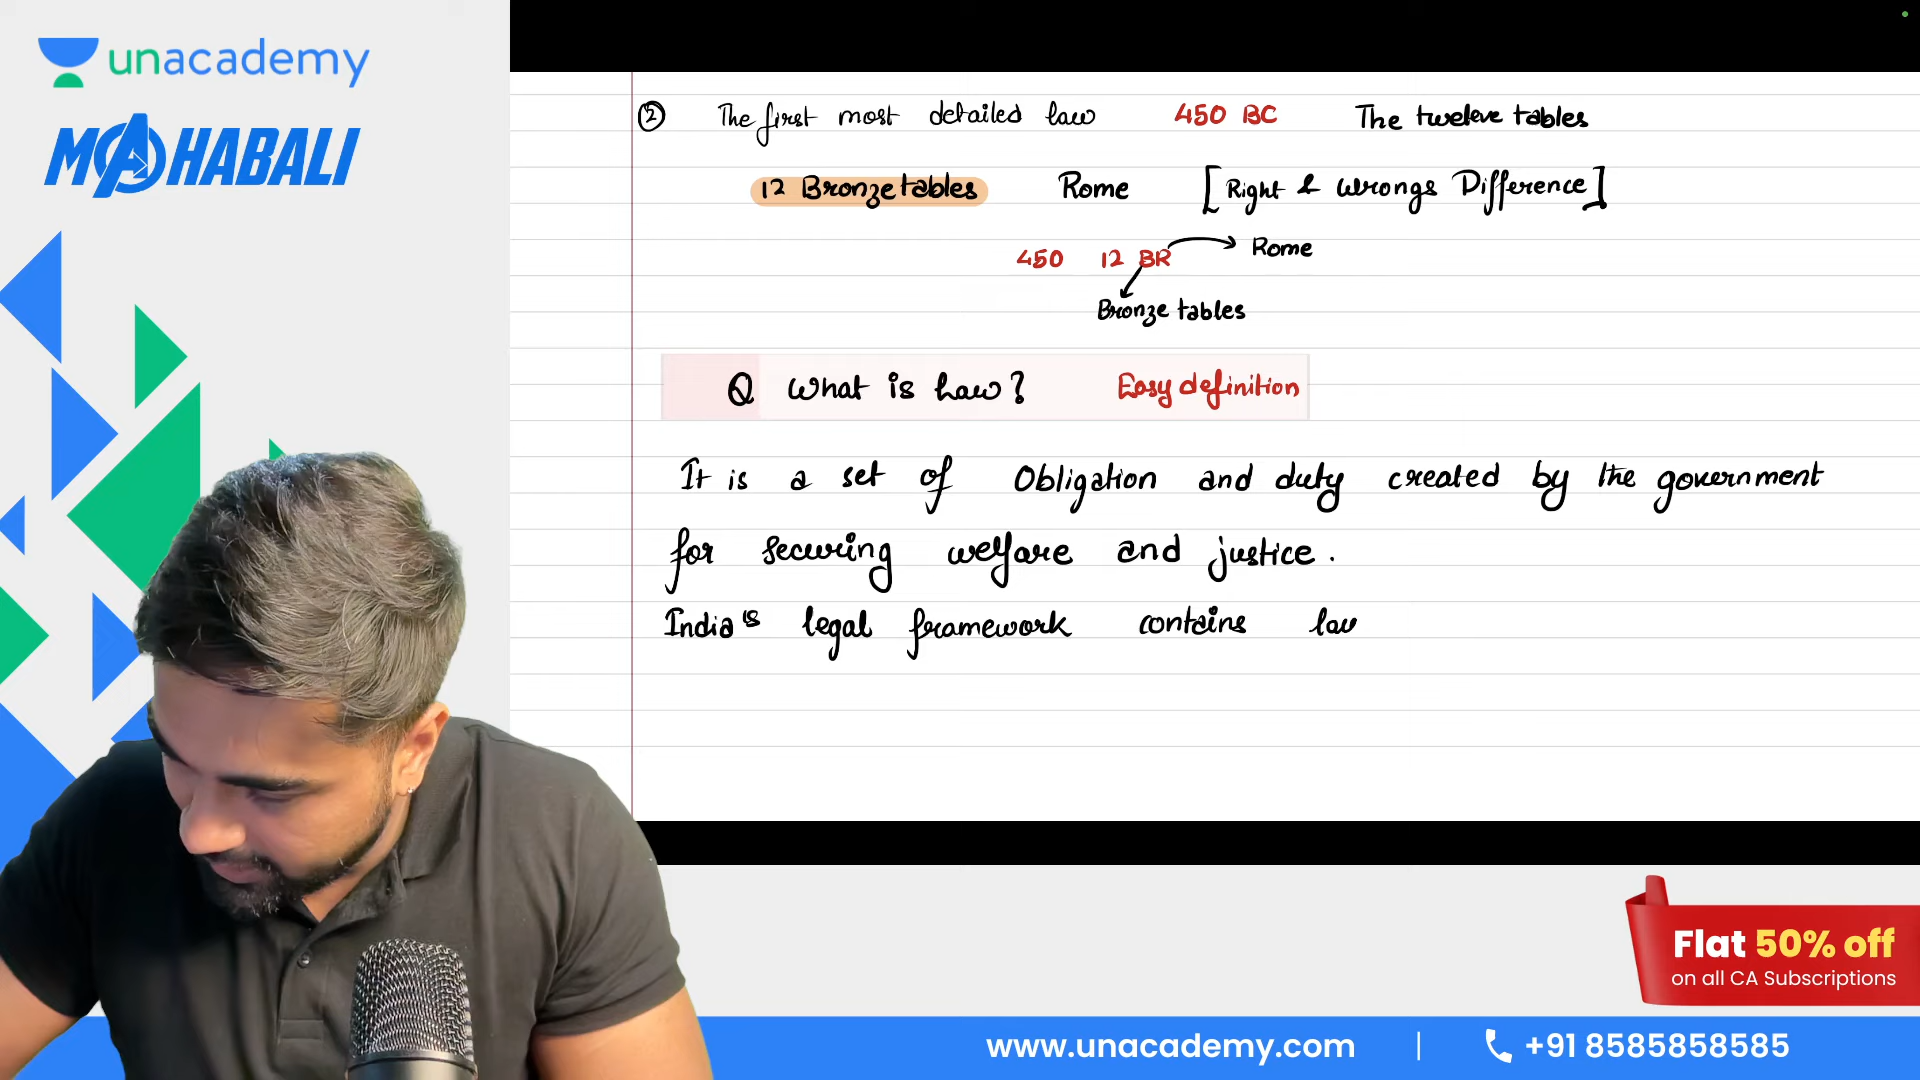 unacademy
MAHABALI
② The first most detailed law 450 BC The tweleve tables
12 Bronze tables Rome [Right & Wrongs Difference]
450 12 BR Rome
Bronze tables
Q What is Law? Easy definition
It is a set of Obligation and duty created by the government
for securing welfare and justice.
India's legal framework contains law
Flat 50% off
on all CA Subscriptions
www.unacademy.com | +91 8585858585